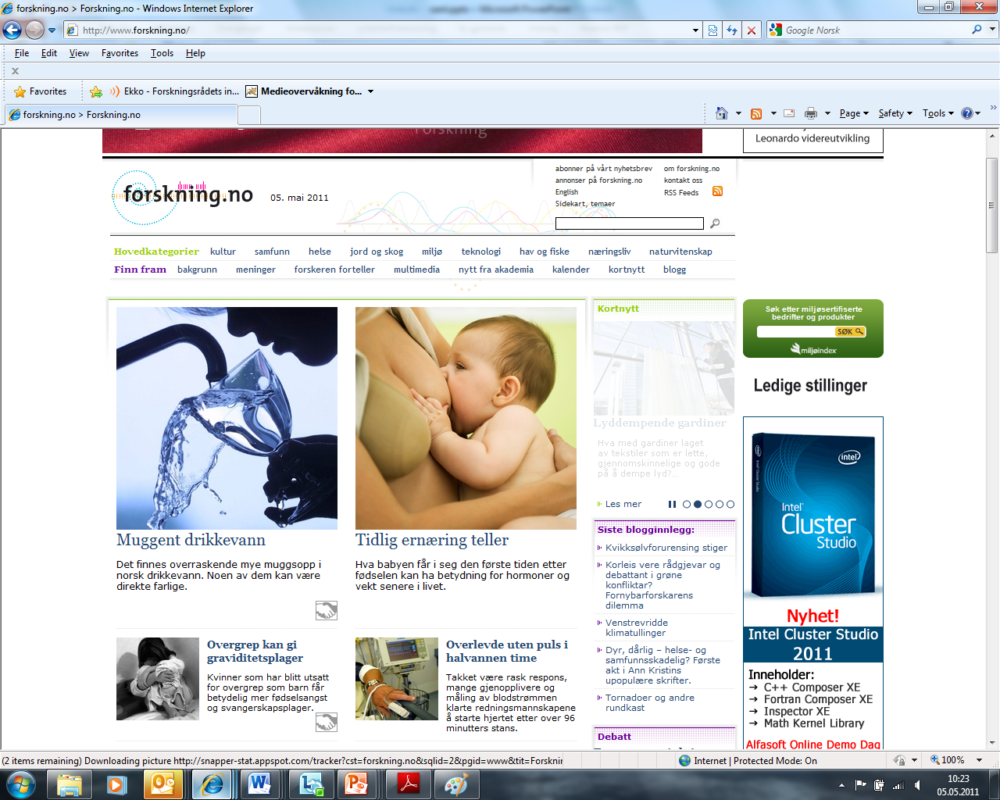 forskning.no > Forskning.no - Windows Internet Explorer
http://www.forskning.no/
Google Norsk
File Edit View Favorites Tools Help
x
Favorites
Ekko - Forskningsrådets in...
Medieovervåkning fo...
forskning.no > Forskning.no
Page Safety Tools
Forskning
Leonardo videreutvikling
forskning.no
05. mai 2011
abonner på vårt nyhetsbrev
annonser på forskning.no
English
Sidekart, temaer
om forskning.no
kontakt oss
RSS Feeds
Hovedkategorier kultur samfunn helse jord og skog miljø teknologi hav og fiske næringsliv naturvitenskap
Finn fram bakgrunn meninger forskeren forteller multimedia nytt fra akademia kalender kortnytt blogg
Muggent drikkevann
Det finnes overraskende mye muggsopp i
norsk drikkevann. Noen av dem kan være
direkte farlige.
Tidlig ernæring teller
Hva babyen får i seg den første tiden etter
fødselen kan ha betydning for hormoner og
vekt senere i livet.
Overgrep kan gi
graviditetsplager
Kvinner som har blitt utsatt
for overgrep som barn får
betydelig mer fødselsangst
og svangerskapsplager.
Overlevde uten puls i
halvannen time
Takket være rask respons,
mange gjenopplivere og
måling av blodstrømmen
klarte redningsmannskapene
å starte hjertet etter over 96
minutters stans.
Kortnytt
Lyddempende gardiner
Hva med gardiner laget
av tekstiler som er lette,
gjennomskinnelige og gode
på å dempe lyd?...
Les mer
Siste blogginnlegg:
Kvikksølvforurensing stiger
Korleis vere rådgjevar og
debattant i grøne
konfliktar?
Fornybarforskarens
dilemma
Venstrevridde
klimatullinger
Dyr, dårlig – helse- og
samfunnsskadelig? Første
akt i Ann Kristins
upopulære skrifter.
Tornadoer og andre
rundkast
Debatt
Søk etter miljøsertifiserte
bedrifter og produkter
SØK
miljøindex
Ledige stillinger
intel
Intel
Cluster
Studio
Nyhet!
Intel Cluster Studio
2011
Inneholder:
→ C++ Composer XE
→ Fortran Composer XE
→ Inspector XE
→ Math Kernel Library
Alfasoft Online Demo Dag
(2 items remaining) Downloading picture http://snapper-stat.appspot.com/tracker?cst=forskning.no&sqlid=2&pgid=www&tit=Forsknir
Internet | Protected Mode: On
100%
10:23
05.05.2011